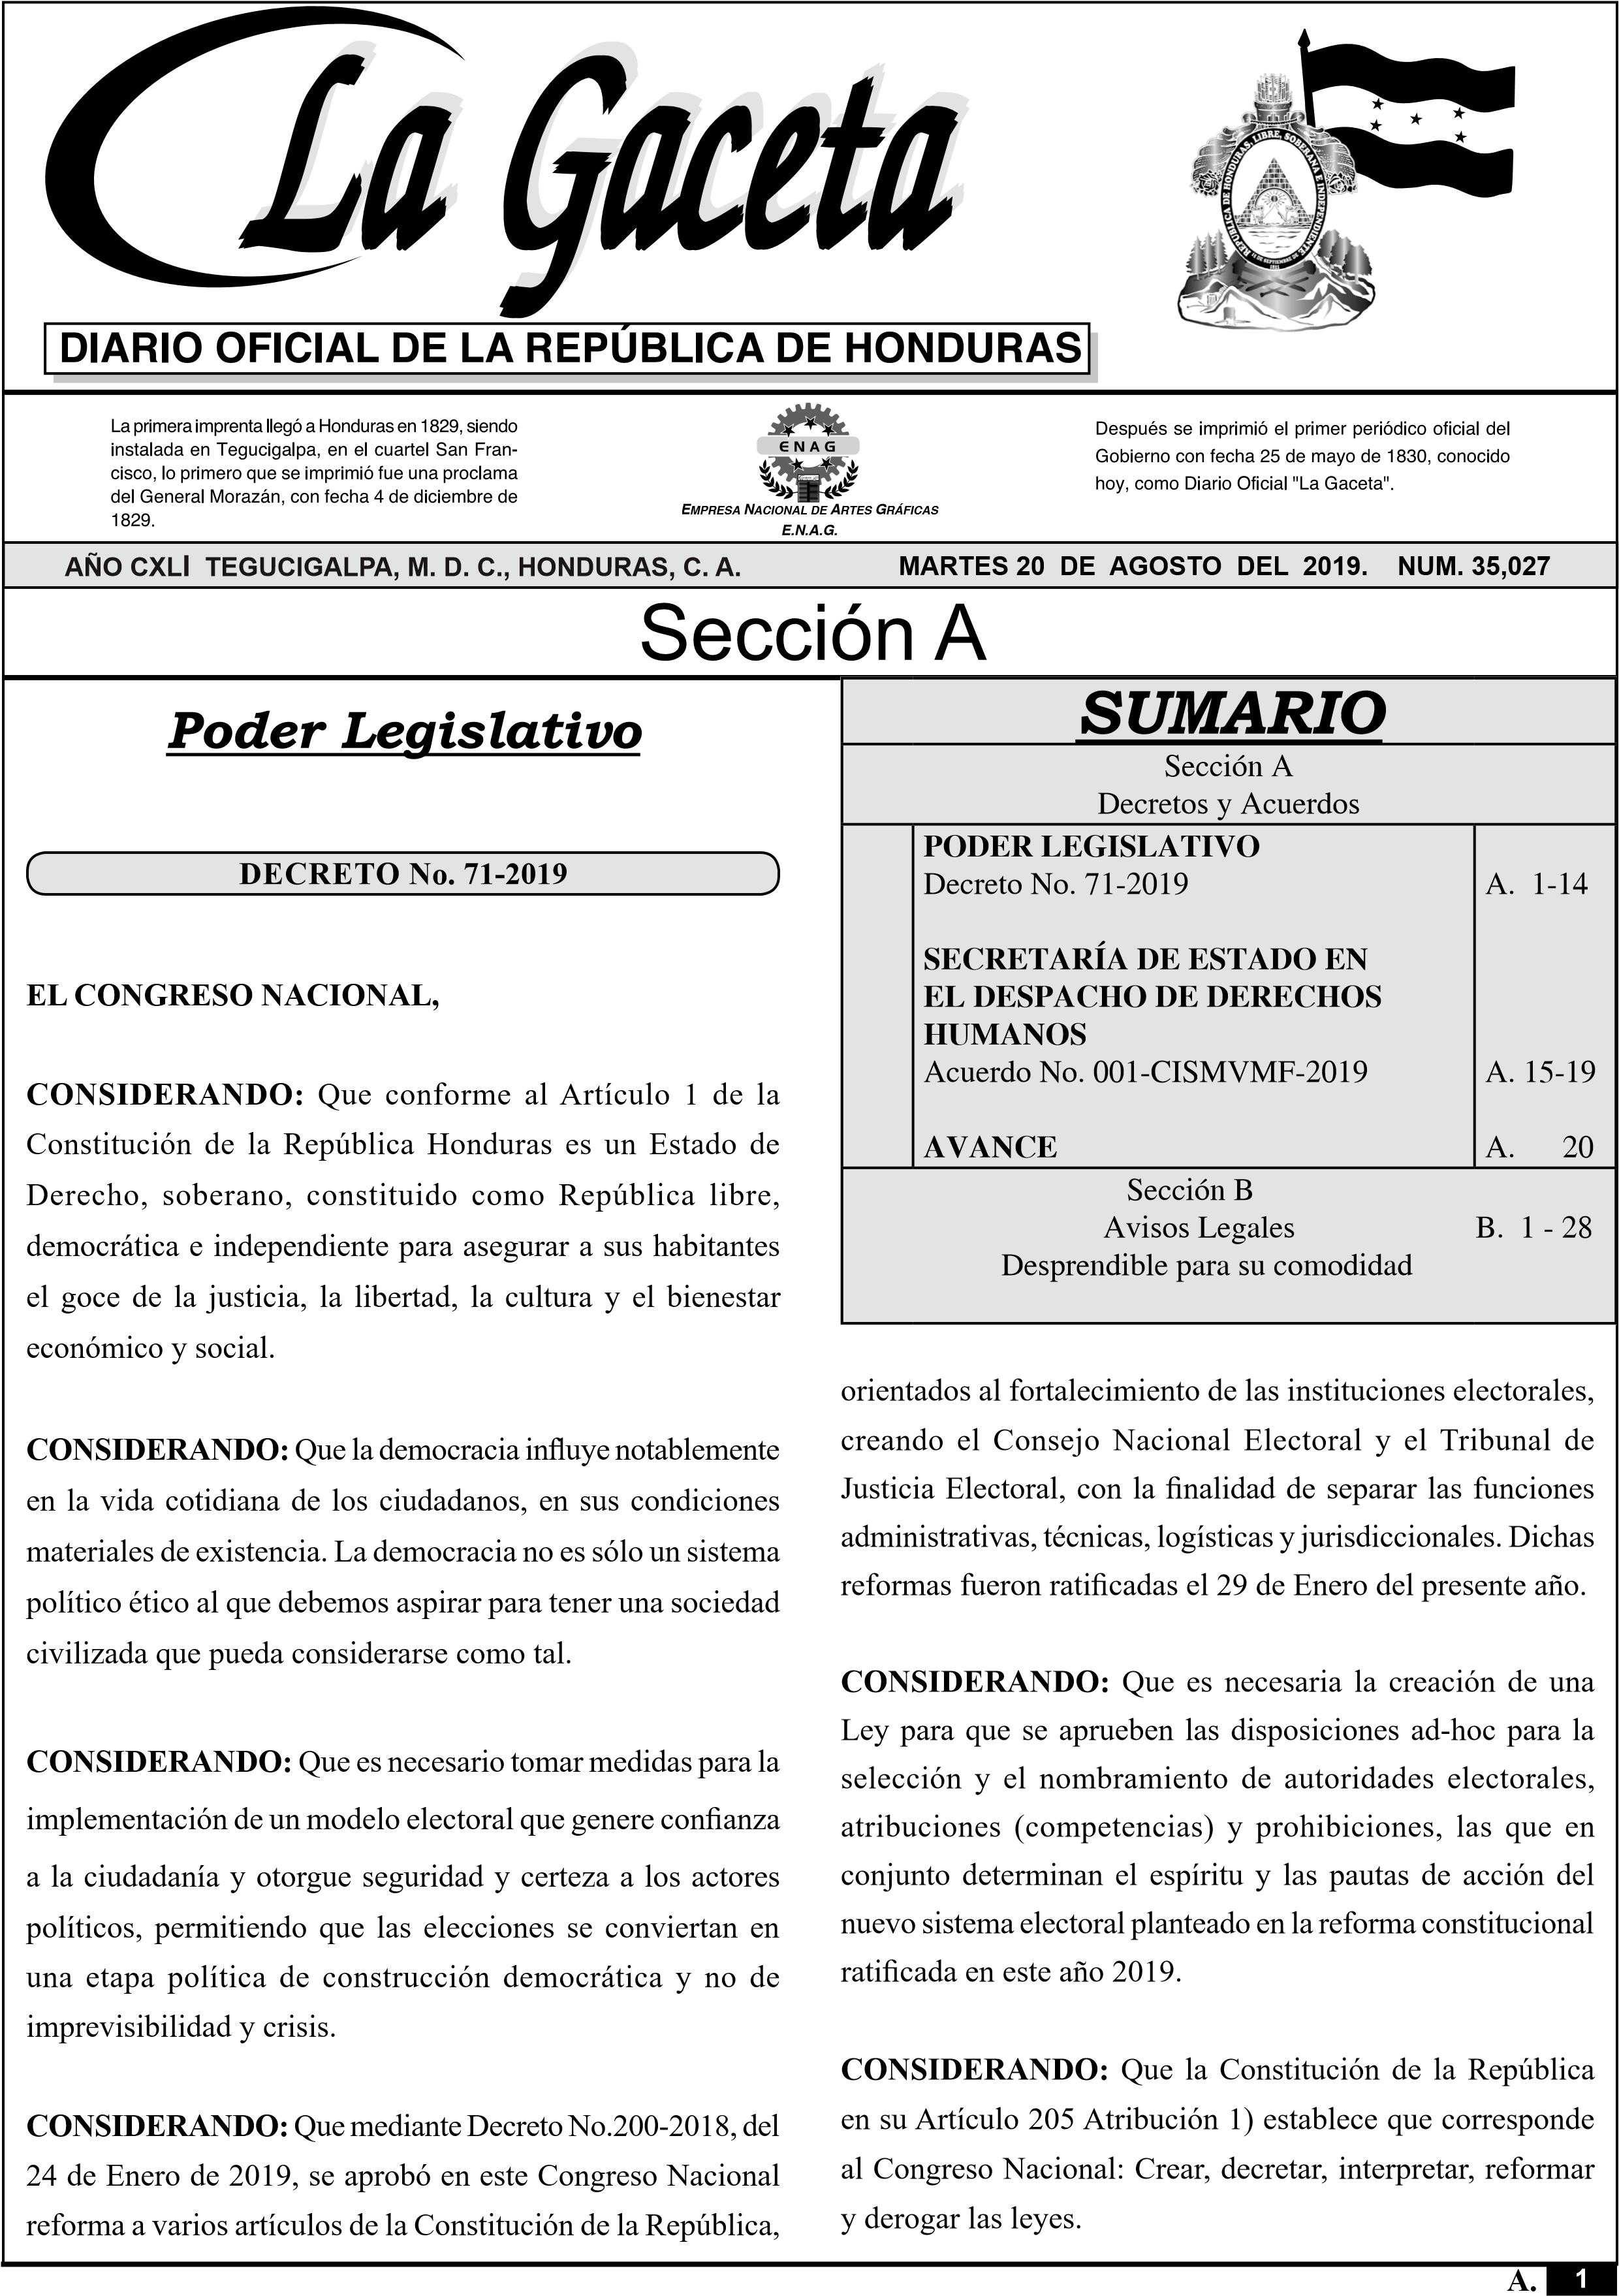 La Gaceta
DIARIO OFICIAL DE LA REPÚBLICA DE HONDURAS
REPÚBLICA DE HONDURAS, LIBRE, SOBERANA E INDEPENDIENTE
15 DE SEPTIEMBRE DE 1821
La primera imprenta llegó a Honduras en 1829, siendo
instalada en Tegucigalpa, en el cuartel San Fran-
cisco, lo primero que se imprimió fue una proclama
del General Morazán, con fecha 4 de diciembre de
1829.
ENAG
EMPRESA NACIONAL DE ARTES GRÁFICAS
E.N.A.G.
Después se imprimió el primer periódico oficial del
Gobierno con fecha 25 de mayo de 1830, conocido
hoy, como Diario Oficial "La Gaceta".
AÑO CXLI TEGUCIGALPA, M. D. C., HONDURAS, C. A. MARTES 20 DE AGOSTO DEL 2019. NUM. 35,027
Sección A
Poder Legislativo
DECRETO No. 71-2019
EL CONGRESO NACIONAL,
CONSIDERANDO: Que conforme al Artículo 1 de la
Constitución de la República Honduras es un Estado de
Derecho, soberano, constituido como República libre,
democrática e independiente para asegurar a sus habitantes
el goce de la justicia, la libertad, la cultura y el bienestar
económico y social.
CONSIDERANDO: Que la democracia influye notablemente
en la vida cotidiana de los ciudadanos, en sus condiciones
materiales de existencia. La democracia no es sólo un sistema
político ético al que debemos aspirar para tener una sociedad
civilizada que pueda considerarse como tal.
CONSIDERANDO: Que es necesario tomar medidas para la
implementación de un modelo electoral que genere confianza
a la ciudadanía y otorgue seguridad y certeza a los actores
políticos, permitiendo que las elecciones se conviertan en
una etapa política de construcción democrática y no de
imprevisibilidad y crisis.
CONSIDERANDO: Que mediante Decreto No.200-2018, del
24 de Enero de 2019, se aprobó en este Congreso Nacional
reforma a varios artículos de la Constitución de la República,
SUMARIO
Sección A
Decretos y Acuerdos
PODER LEGISLATIVO
Decreto No. 71-2019 A. 1-14
SECRETARÍA DE ESTADO EN
EL DESPACHO DE DERECHOS
HUMANOS
Acuerdo No. 001-CISMVMF-2019 A. 15-19
AVANCE A. 20
Sección B
Avisos Legales B. 1 - 28
Desprendible para su comodidad
orientados al fortalecimiento de las instituciones electorales,
creando el Consejo Nacional Electoral y el Tribunal de
Justicia Electoral, con la finalidad de separar las funciones
administrativas, técnicas, logísticas y jurisdiccionales. Dichas
reformas fueron ratificadas el 29 de Enero del presente año.
CONSIDERANDO: Que es necesaria la creación de una
Ley para que se aprueben las disposiciones ad-hoc para la
selección y el nombramiento de autoridades electorales,
atribuciones (competencias) y prohibiciones, las que en
conjunto determinan el espíritu y las pautas de acción del
nuevo sistema electoral planteado en la reforma constitucional
ratificada en este año 2019.
CONSIDERANDO: Que la Constitución de la República
en su Artículo 205 Atribución 1) establece que corresponde
al Congreso Nacional: Crear, decretar, interpretar, reformar
y derogar las leyes.
A. 1